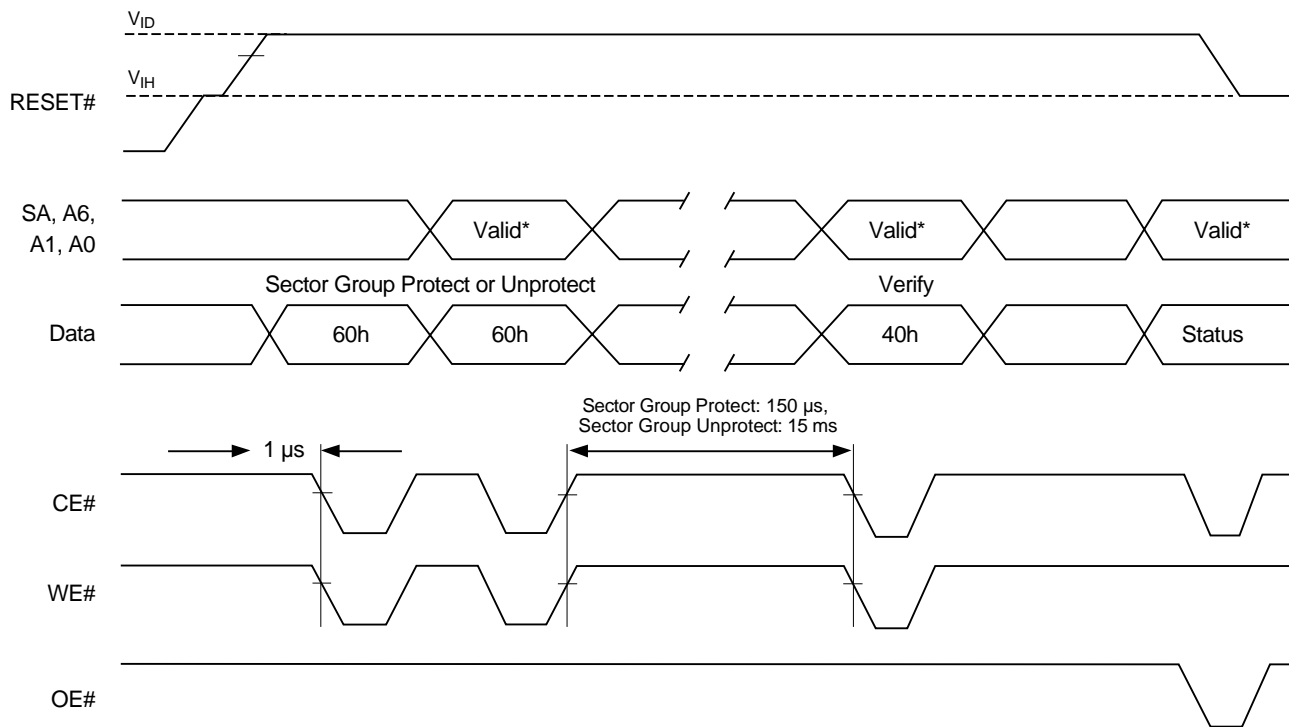 VID
VIH
RESET#
SA, A6,
A1, A0
Valid*
Valid*
Valid*
Sector Group Protect or Unprotect
Verify
Data
60h
60h
40h
Status
Sector Group Protect: 150 µs,
Sector Group Unprotect: 15 ms
1 µs
CE#
WE#
OE#